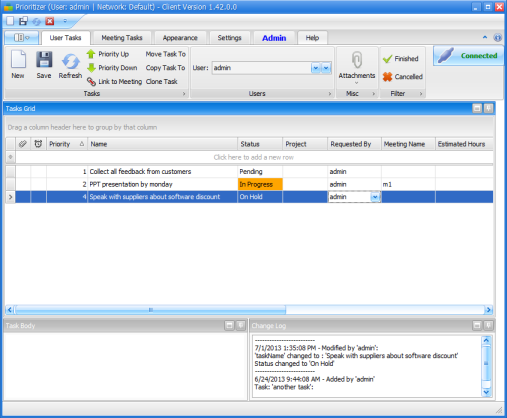 Prioritizer (User: admin | Network: Default) - Client Version 1.42.0.0
User Tasks Meeting Tasks Appearance Settings Admin Help
New Save Refresh
Priority Up Move Task To
Priority Down Copy Task To
Link to Meeting Clone Task
Tasks
User: admin
Users
Attachments
Misc
Finished
Cancelled
Filter
Connected
Tasks Grid
Drag a column header here to group by that column
Priority Name Status Project Requested By Meeting Name Estimated Hours
Click here to add a new row
1 Collect all feedback from customers Pending admin
2 PPT presentation by monday In Progress admin m1
4 Speak with suppliers about software discount On Hold admin
Task Body
Change Log
-------------------------
7/1/2013 1:35:08 PM - Modified by 'admin':
'taskName' changed to : 'Speak with suppliers about software discount'
Status changed to 'On Hold'
-------------------------
6/24/2013 9:44:08 AM - Added by 'admin'
Task: 'another task':